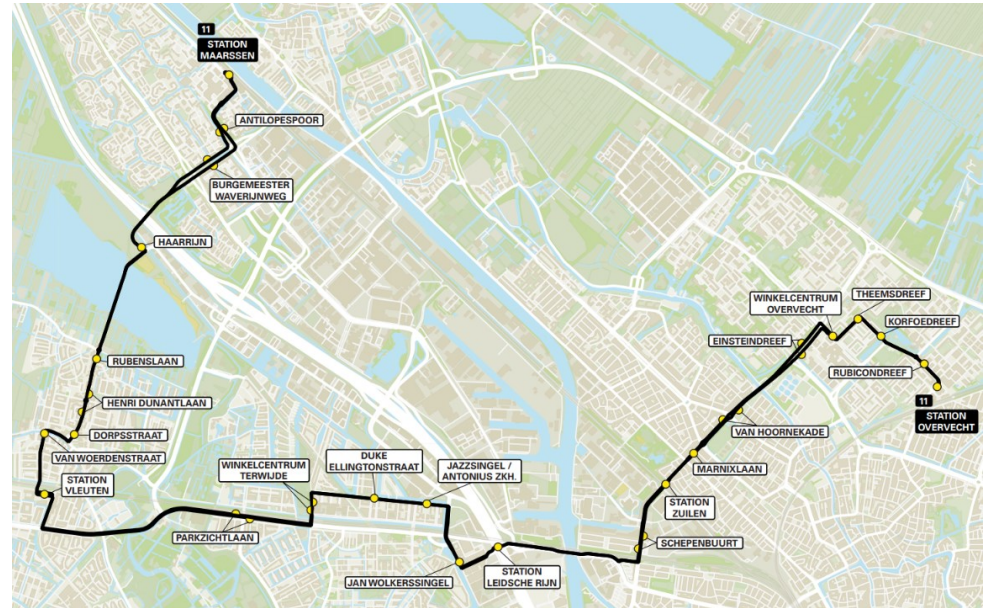 11
STATION
MAARSSEN
ANTILOPESPOOR
BURGEMEESTER
WAVERIJNWEG
HAARRIJN
RUBENSLAAN
HENRI DUNANTLAAN
DORPSSTRAAT
VAN WOERDENSTRAAT
STATION
VLEUTEN
PARKZICHTLAAN
WINKELCENTRUM
TERWIJDE
DUKE
ELLINGTONSTRAAT
JAZZSINGEL /
ANTONIUS ZKH.
JAN WOLKERSSINGEL
STATION
LEIDSCHE RIJN
SCHEPENBUURT
STATION
ZUILEN
MARNIXLAAN
VAN HOORNEKADE
EINSTEINDREEF
WINKELCENTRUM
OVERVECHT
THEEMSDREEF
KORFOEDREEF
RUBICONDREEF
11
STATION
OVERVECHT